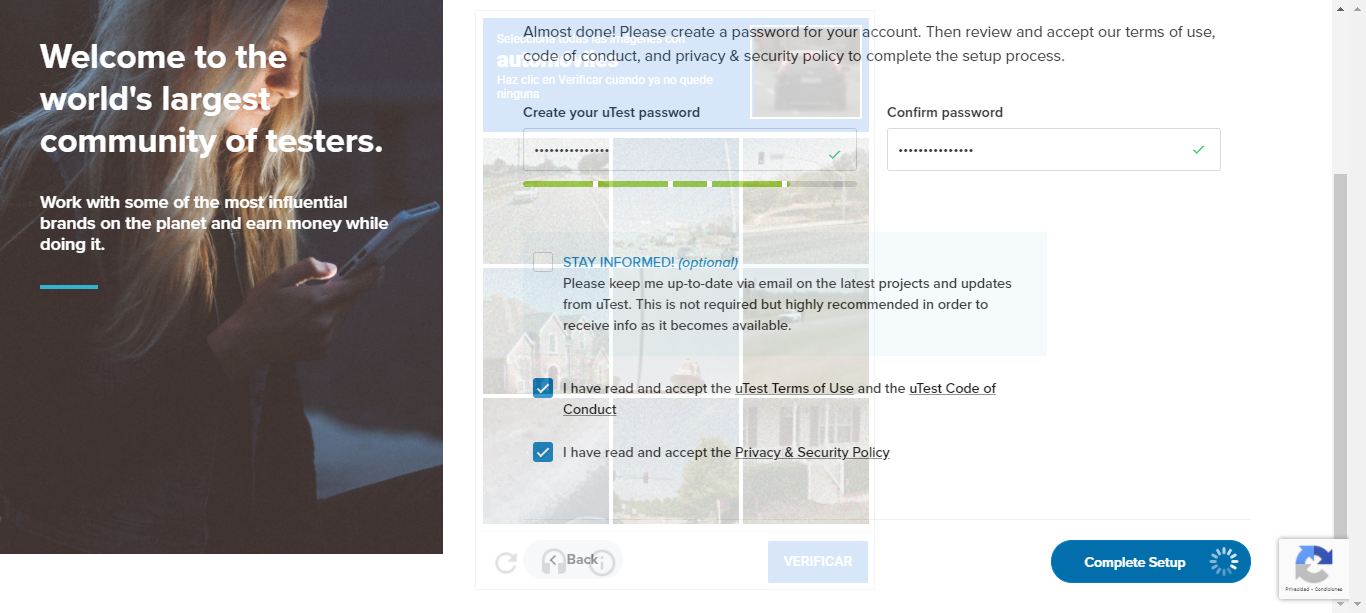 Welcome to the
world's largest
community of testers.
Work with some of the most influential
brands on the planet and earn money while
doing it.
Almost done! Please create a password for your account. Then review and accept our terms of use,
code of conduct, and privacy & security policy to complete the setup process.
Selecciona todas las imágenes con
automóviles
Haz clic en Verificar cuando ya no quede
ninguna
Create your uTest password
Confirm password
STAY INFORMED! (optional)
Please keep me up-to-date via email on the latest projects and updates
from uTest. This is not required but highly recommended in order to
receive info as it becomes available.
I have read and accept the uTest Terms of Use and the uTest Code of
Conduct
I have read and accept the Privacy & Security Policy
Back
VERIFICAR
Complete Setup
Privacidad - Condiciones